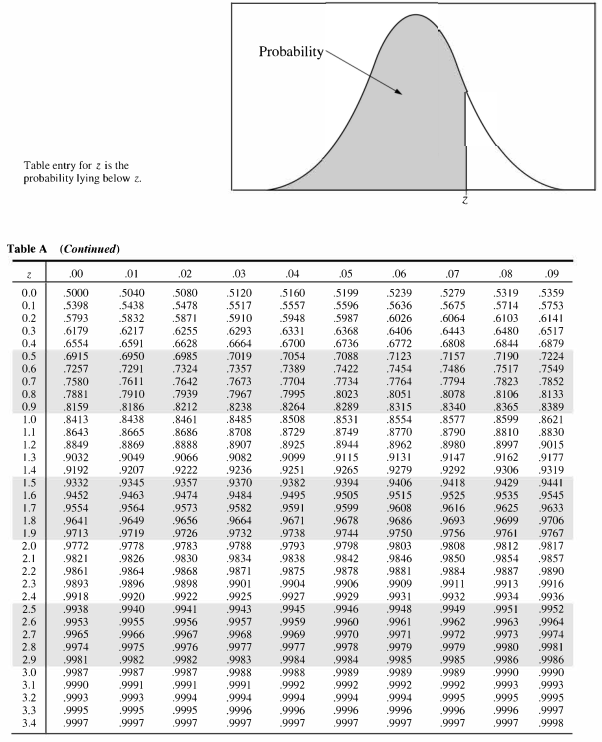 Probability
Table entry for z is the
probability lying below z.
z
Table A (Continued)
z .00 .01 .02 .03 .04 .05 .06 .07 .08 .09
0.0 .5000 .5040 .5080 .5120 .5160 .5199 .5239 .5279 .5319 .5359
0.1 .5398 .5438 .5478 .5517 .5557 .5596 .5636 .5675 .5714 .5753
0.2 .5793 .5832 .5871 .5910 .5948 .5987 .6026 .6064 .6103 .6141
0.3 .6179 .6217 .6255 .6293 .6331 .6368 .6406 .6443 .6480 .6517
0.4 .6554 .6591 .6628 .6664 .6700 .6736 .6772 .6808 .6844 .6879
0.5 .6915 .6950 .6985 .7019 .7054 .7088 .7123 .7157 .7190 .7224
0.6 .7257 .7291 .7324 .7357 .7389 .7422 .7454 .7486 .7517 .7549
0.7 .7580 .7611 .7642 .7673 .7704 .7734 .7764 .7794 .7823 .7852
0.8 .7881 .7910 .7939 .7967 .7995 .8023 .8051 .8078 .8106 .8133
0.9 .8159 .8186 .8212 .8238 .8264 .8289 .8315 .8340 .8365 .8389
1.0 .8413 .8438 .8461 .8485 .8508 .8531 .8554 .8577 .8599 .8621
1.1 .8643 .8665 .8686 .8708 .8729 .8749 .8770 .8790 .8810 .8830
1.2 .8849 .8869 .8888 .8907 .8925 .8944 .8962 .8980 .8997 .9015
1.3 .9032 .9049 .9066 .9082 .9099 .9115 .9131 .9147 .9162 .9177
1.4 .9192 .9207 .9222 .9236 .9251 .9265 .9279 .9292 .9306 .9319
1.5 .9332 .9345 .9357 .9370 .9382 .9394 .9406 .9418 .9429 .9441
1.6 .9452 .9463 .9474 .9484 .9495 .9505 .9515 .9525 .9535 .9545
1.7 .9554 .9564 .9573 .9582 .9591 .9599 .9608 .9616 .9625 .9633
1.8 .9641 .9649 .9656 .9664 .9671 .9678 .9686 .9693 .9699 .9706
1.9 .9713 .9719 .9726 .9732 .9738 .9744 .9750 .9756 .9761 .9767
2.0 .9772 .9778 .9783 .9788 .9793 .9798 .9803 .9808 .9812 .9817
2.1 .9821 .9826 .9830 .9834 .9838 .9842 .9846 .9850 .9854 .9857
2.2 .9861 .9864 .9868 .9871 .9875 .9878 .9881 .9884 .9887 .9890
2.3 .9893 .9896 .9898 .9901 .9904 .9906 .9909 .9911 .9913 .9916
2.4 .9918 .9920 .9922 .9925 .9927 .9929 .9931 .9932 .9934 .9936
2.5 .9938 .9940 .9941 .9943 .9945 .9946 .9948 .9949 .9951 .9952
2.6 .9953 .9955 .9956 .9957 .9959 .9960 .9961 .9962 .9963 .9964
2.7 .9965 .9966 .9967 .9968 .9969 .9970 .9971 .9972 .9973 .9974
2.8 .9974 .9975 .9976 .9977 .9977 .9978 .9979 .9979 .9980 .9981
2.9 .9981 .9982 .9982 .9983 .9984 .9984 .9985 .9985 .9986 .9986
3.0 .9987 .9987 .9987 .9988 .9988 .9989 .9989 .9989 .9990 .9990
3.1 .9990 .9991 .9991 .9991 .9992 .9992 .9992 .9992 .9993 .9993
3.2 .9993 .9993 .9994 .9994 .9994 .9994 .9994 .9995 .9995 .9995
3.3 .9995 .9995 .9995 .9996 .9996 .9996 .9996 .9996 .9996 .9997
3.4 .9997 .9997 .9997 .9997 .9997 .9997 .9997 .9997 .9997 .9998